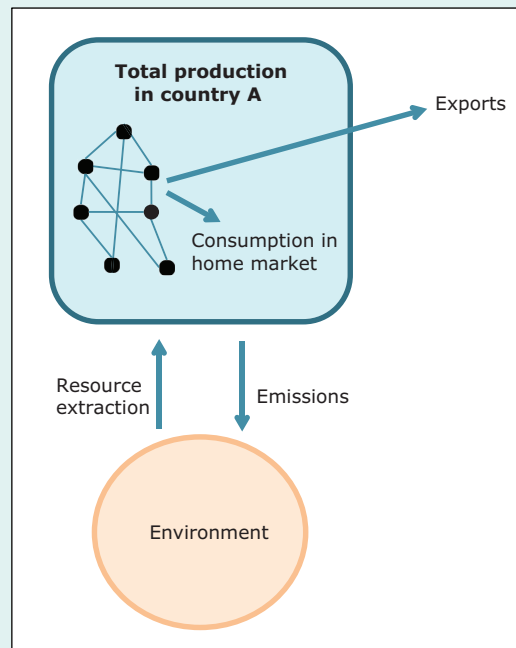 Total production
in country A
Exports
Consumption in
home market
Resource
extraction
Emissions
Environment